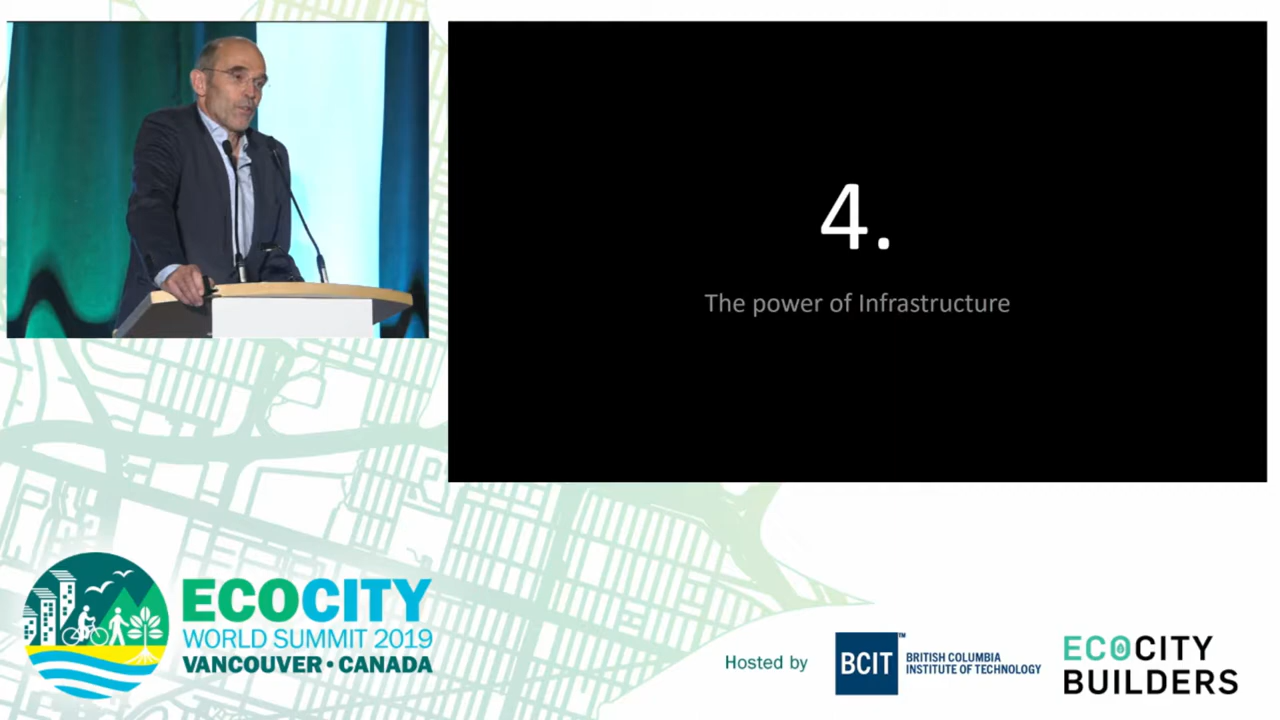 4.
The power of Infrastructure
ECOCITY
WORLD SUMMIT 2019
VANCOUVER • CANADA
Hosted by
BCIT™
BRITISH COLUMBIA
INSTITUTE OF TECHNOLOGY
ECOCITY
BUILDERS